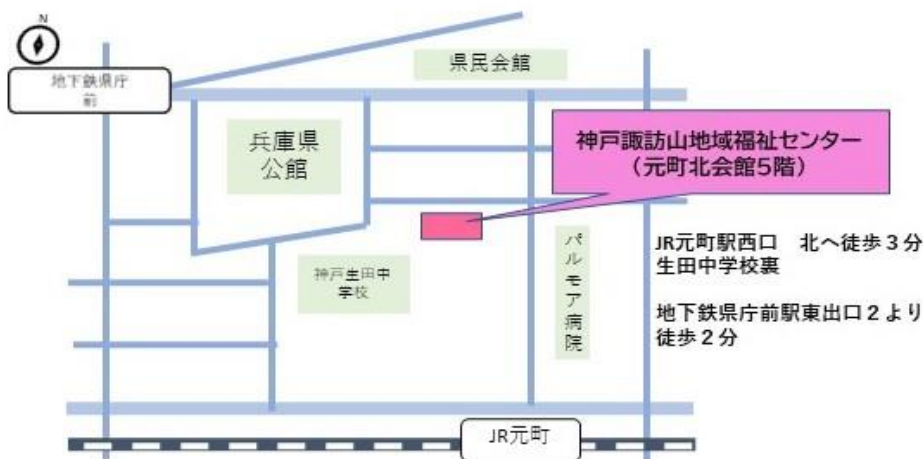 N
地下鉄県庁
前
県民会館
兵庫県
公館
神戸諏訪山地域福祉センター
（元町北会館5階）
神戸生田中
学校
パルモア病院
JR元町駅西口　北へ徒歩３分
生田中学校裏
地下鉄県庁前駅東出口２より
徒歩２分
JR元町